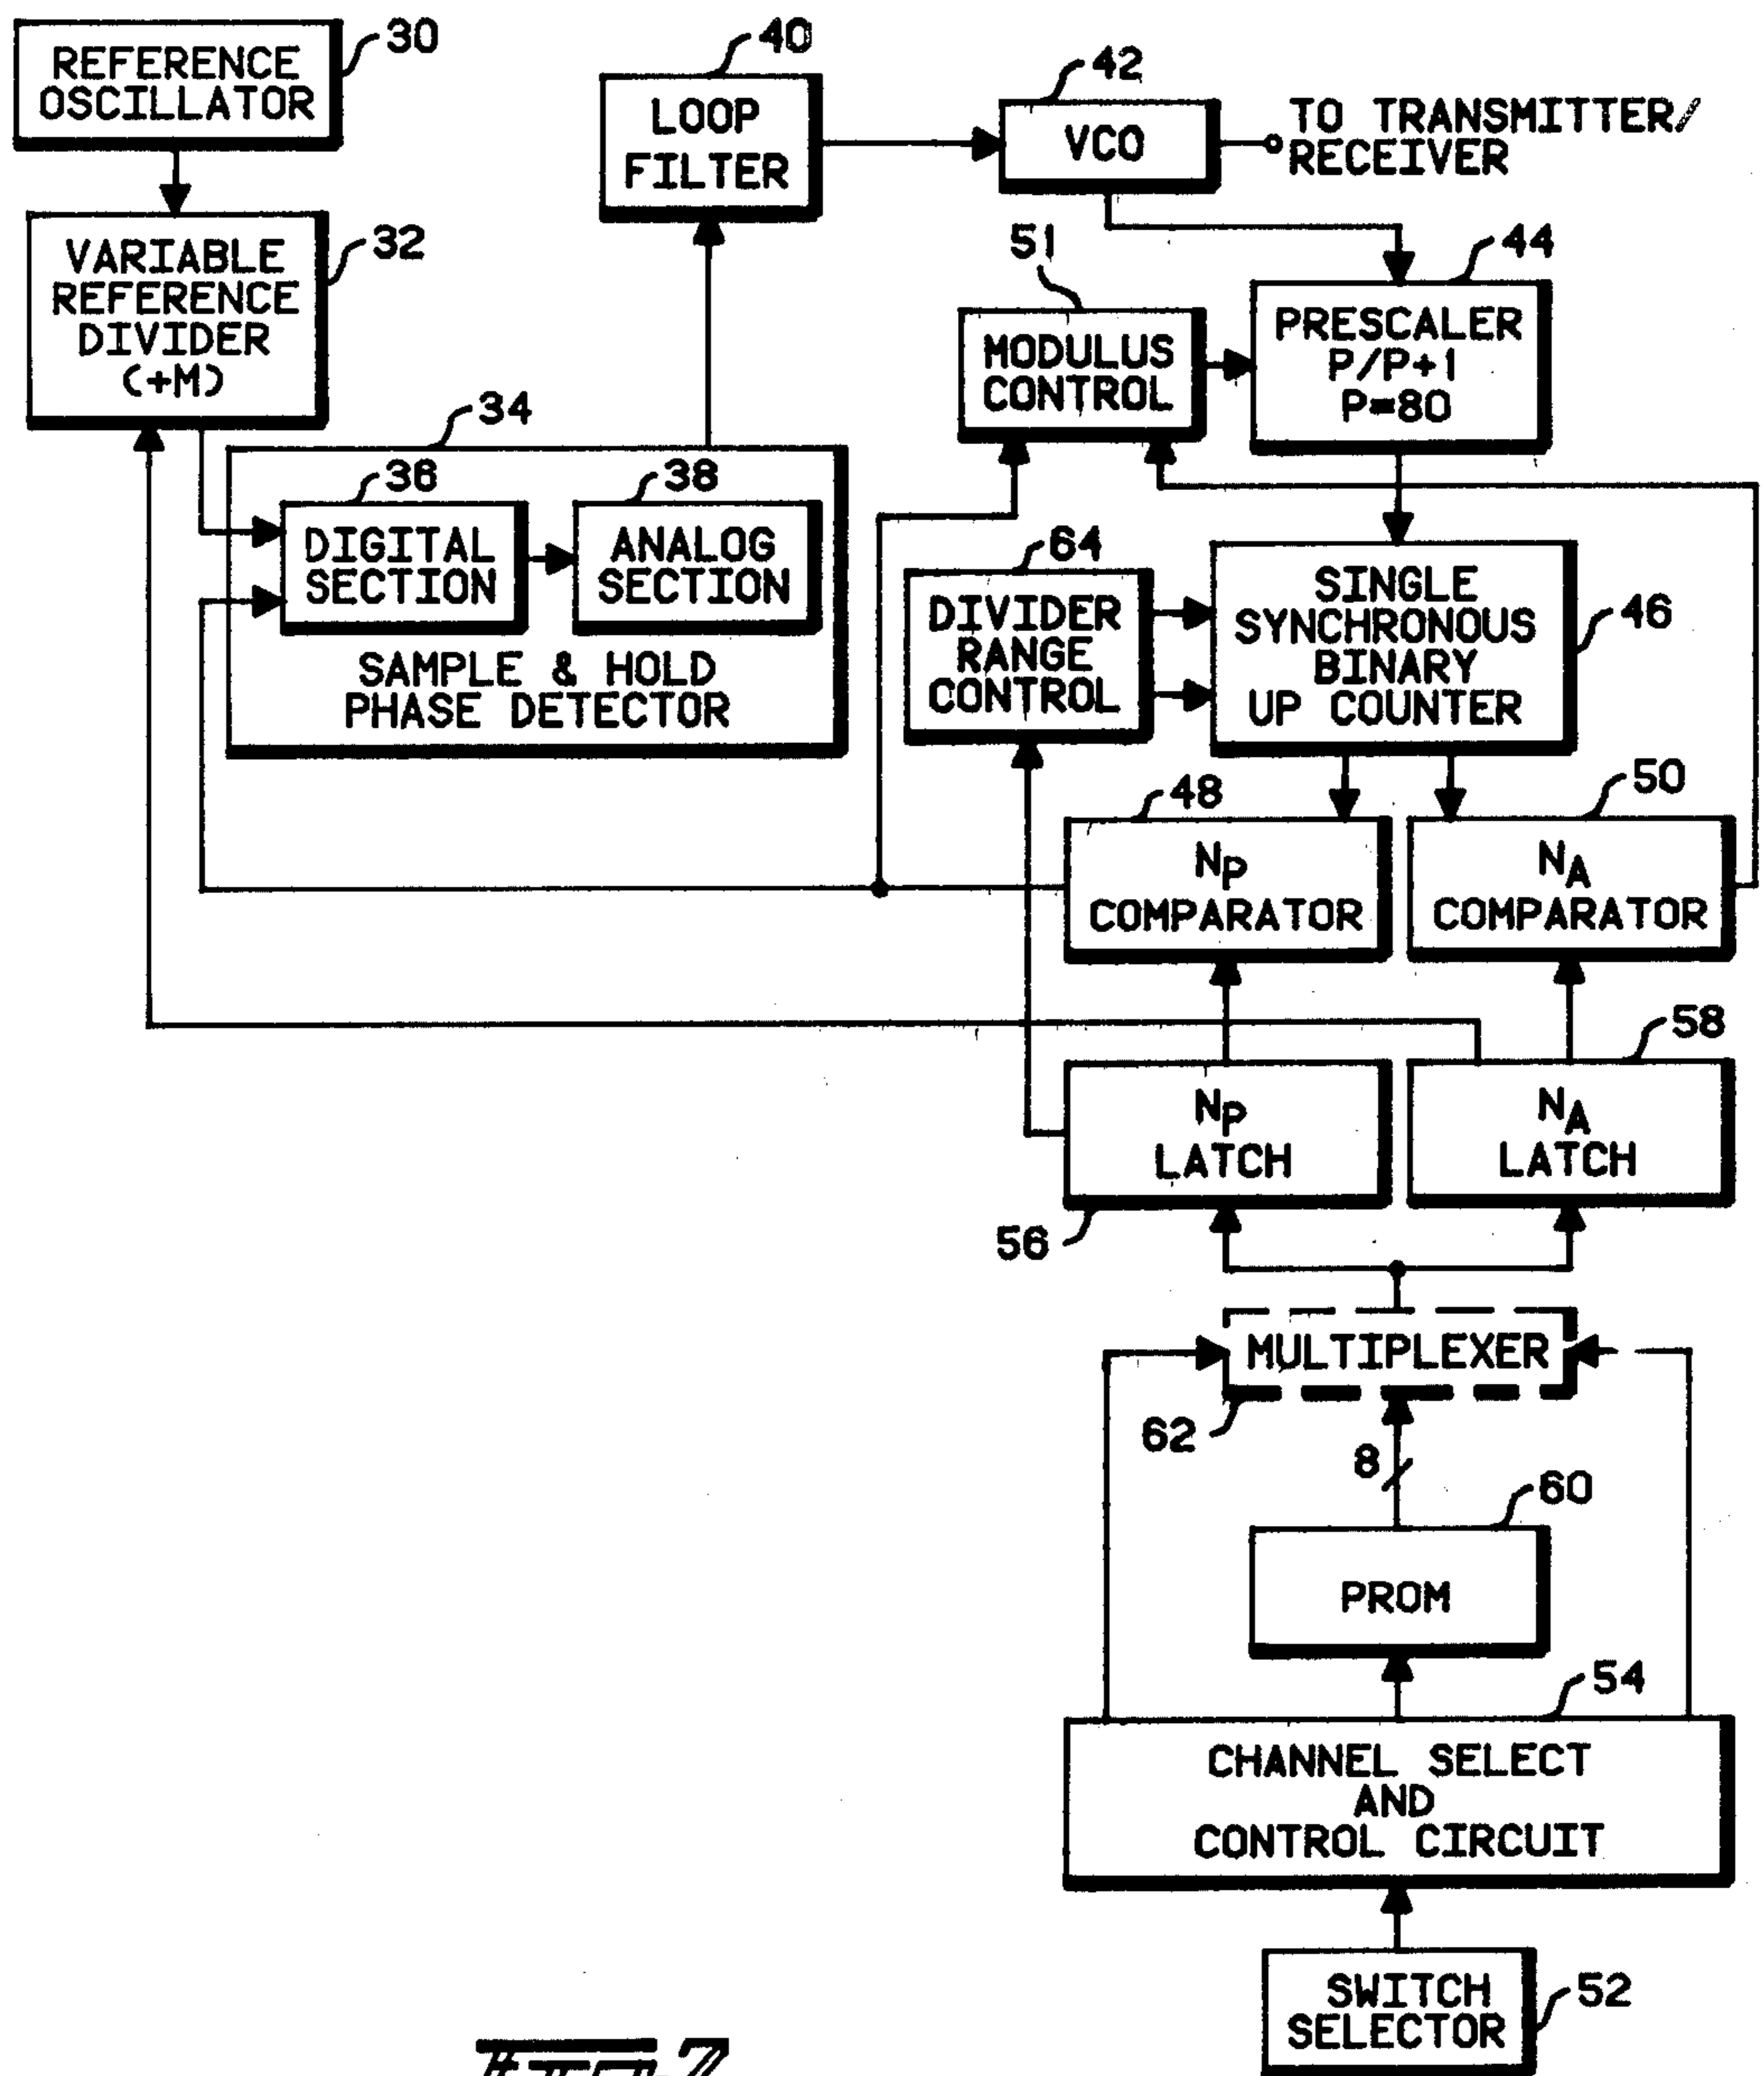 REFERENCE
OSCILLATOR
30
VARIABLE
REFERENCE
DIVIDER
(+M)
32
34
36
DIGITAL
SECTION
38
ANALOG
SECTION
SAMPLE & HOLD
PHASE DETECTOR
40
LOOP
FILTER
42
VCO
TO TRANSMITTER/
RECEIVER
51
MODULUS
CONTROL
44
PRESCALER
P/P+1
P=80
64
DIVIDER
RANGE
CONTROL
SINGLE
SYNCHRONOUS
BINARY
UP COUNTER
46
48
NP
COMPARATOR
50
NA
COMPARATOR
NP
LATCH
56
58
NA
LATCH
MULTIPLEXER
62
8
60
PROM
54
CHANNEL SELECT
AND
CONTROL CIRCUIT
SWITCH
SELECTOR
52